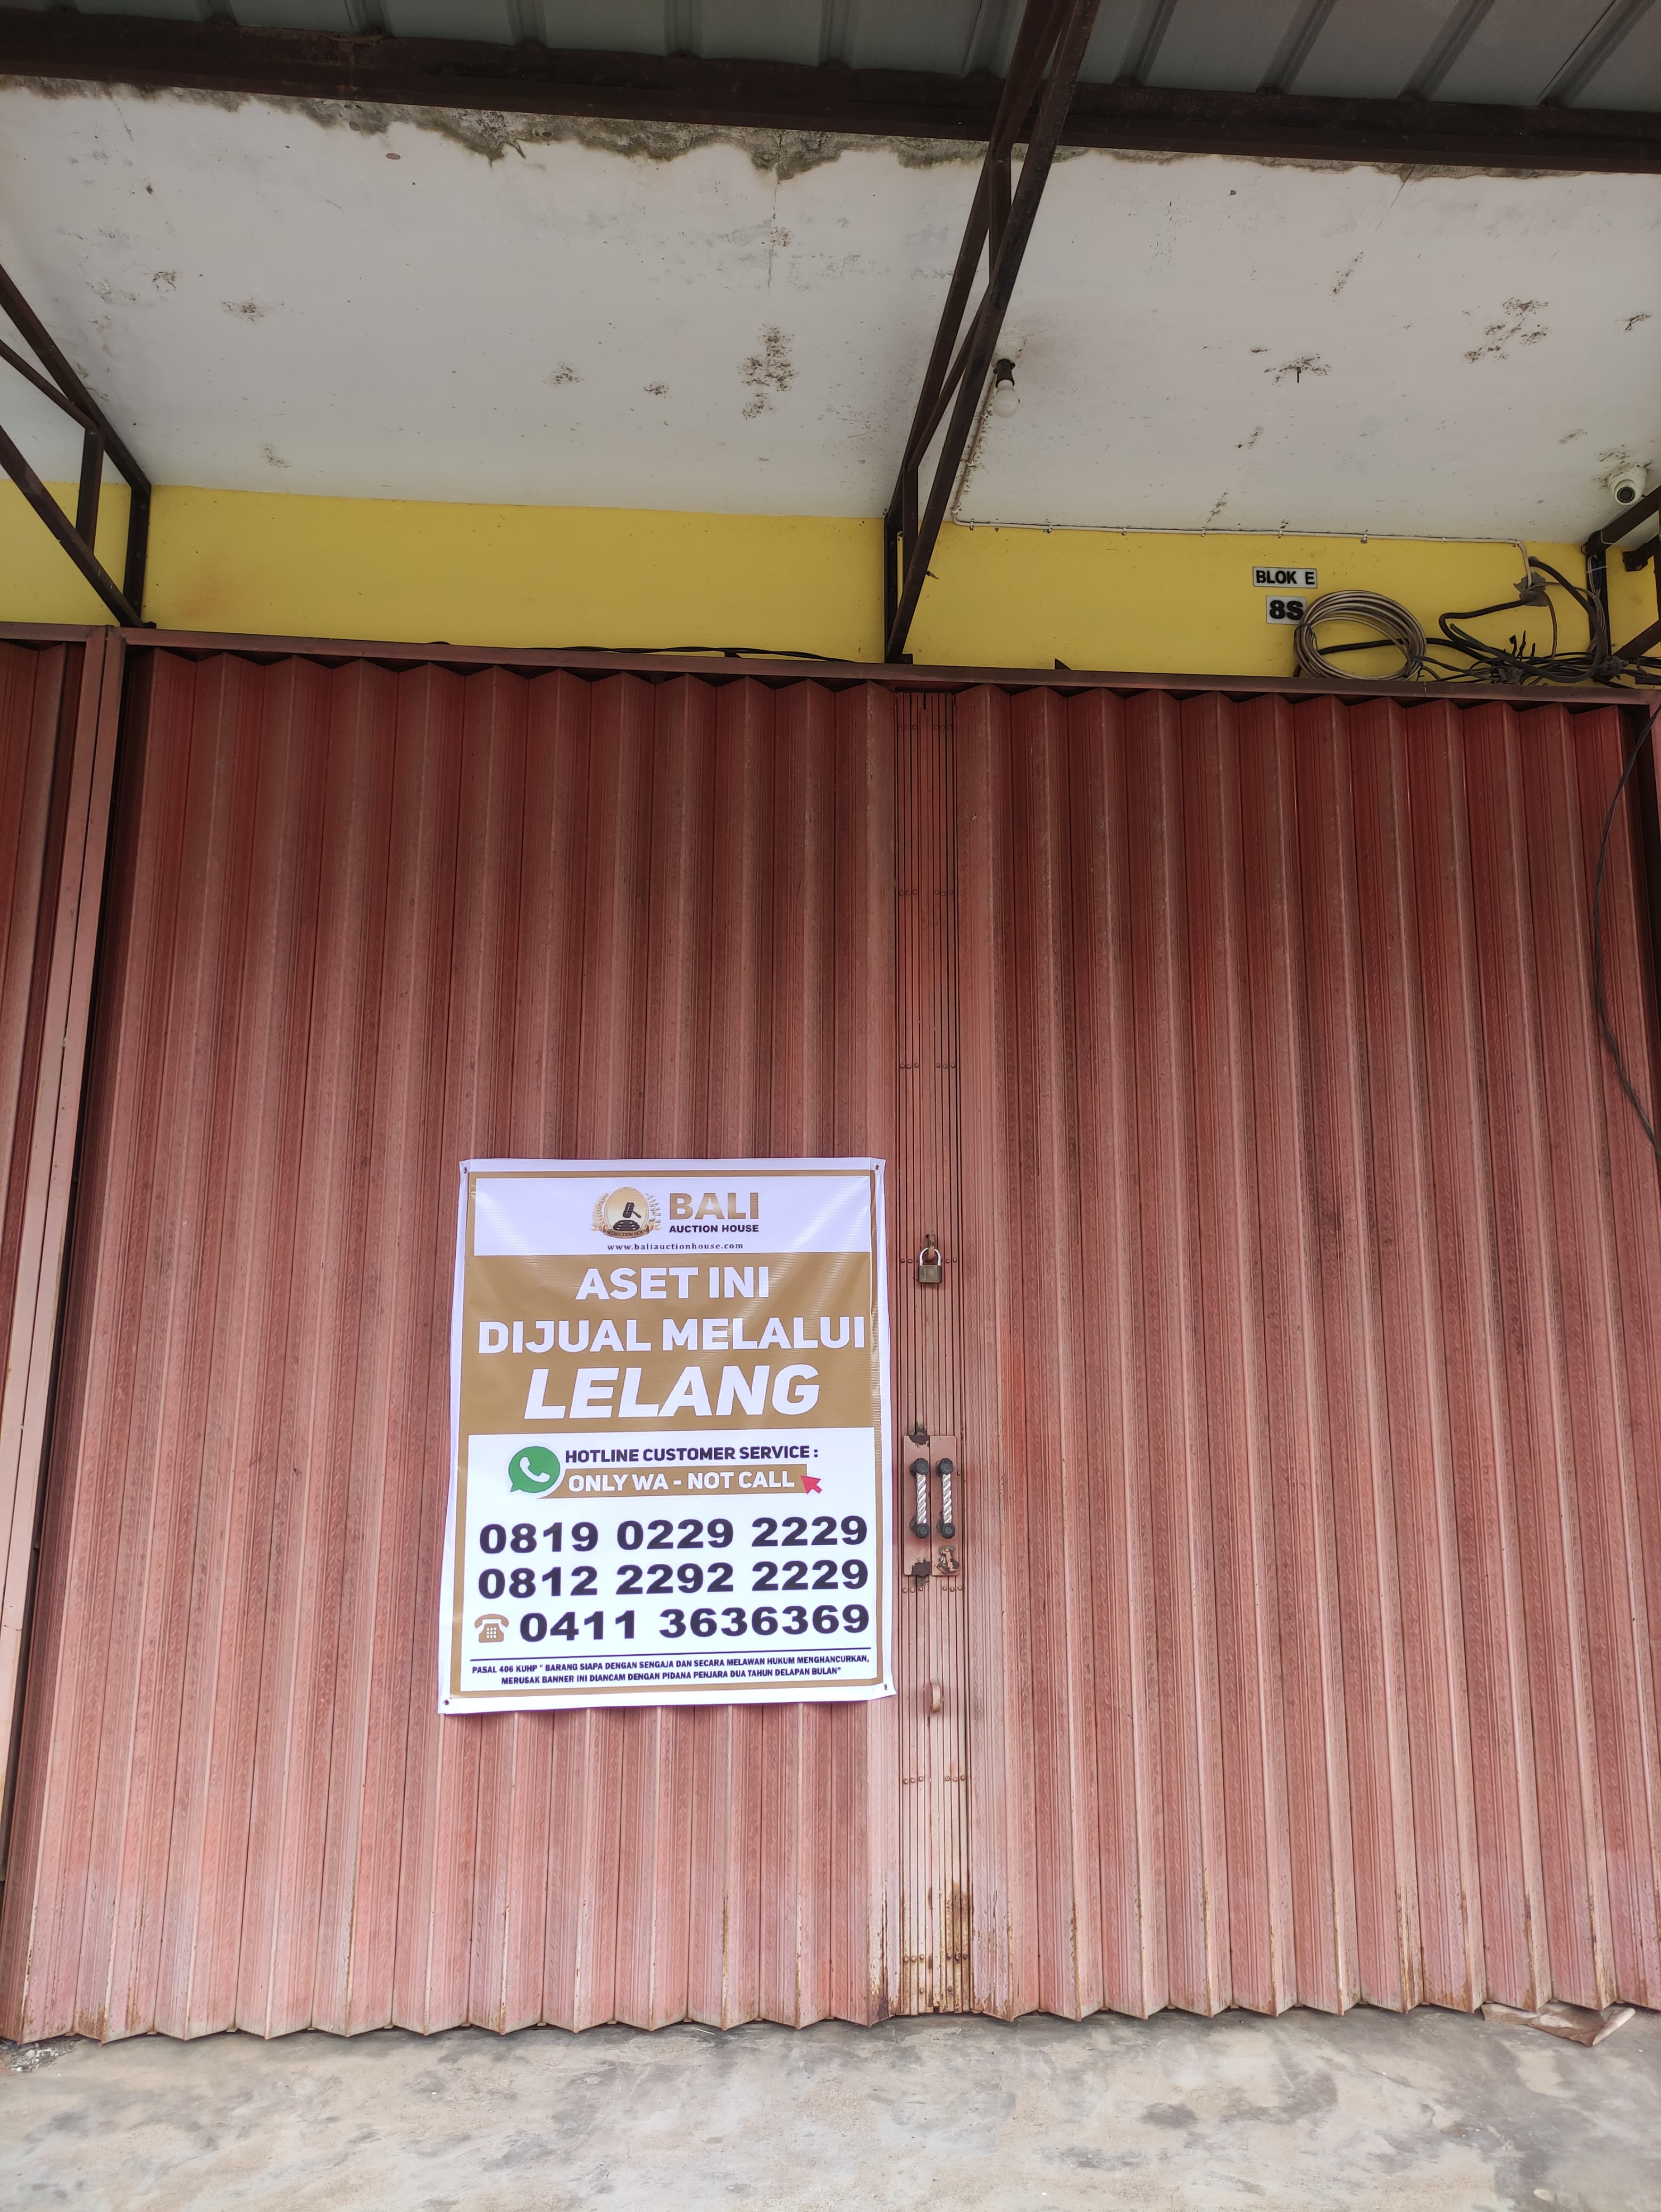 BLOK E
8S
BALI
AUCTION HOUSE
www.baliauctionhouse.com
ASET INI
DIJUAL MELALUI
LELANG
HOTLINE CUSTOMER SERVICE :
ONLY WA - NOT CALL
0819 0229 2229
0812 2292 2229
0411 3636369
PASAL 406 KUHP " BARANG SIAPA DENGAN SENGAJA DAN SECARA MELAWAN HUKUM MENGHANCURKAN,
MERUSAK BANNER INI DIANCAM DENGAN PIDANA PENJARA DUA TAHUN DELAPAN BULAN"